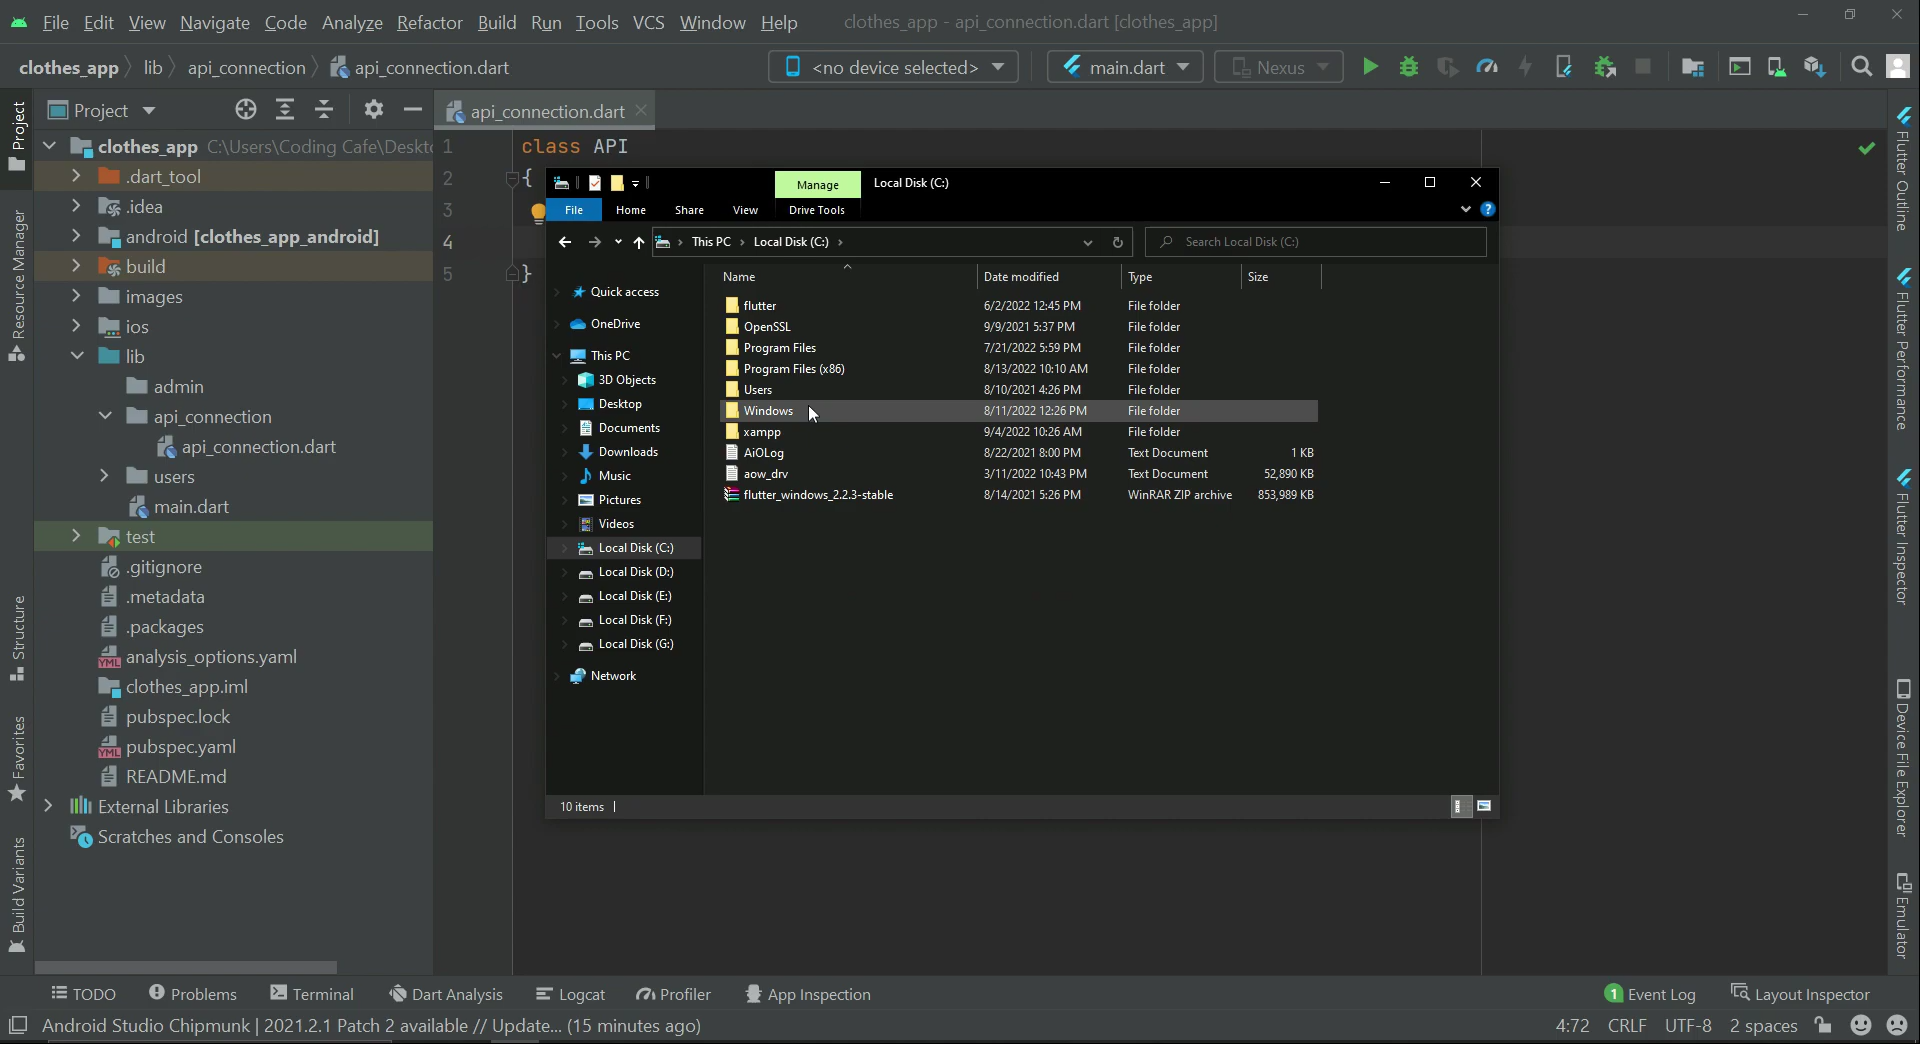 File Edit View Navigate Code Analyze Refactor Build Run Tools VCS Window Help clothes_app - api_connection.dart [clothes_app]
clothes_app lib api_connection api_connection.dart <no device selected> main.dart Nexus
Project
api_connection.dart
clothes_app C:\Users\Coding Cafe\Deskt
.dart_tool
.idea
android [clothes_app_android]
build
images
ios
lib
admin
api_connection
api_connection.dart
users
main.dart
test
.gitignore
.metadata
.packages
analysis_options.yaml
clothes_app.iml
pubspec.lock
pubspec.yaml
README.md
External Libraries
Scratches and Consoles
Project
Resource Manager
Structure
Favorites
Build Variants
1 class API
2 {
3
4
5 }
Manage Local Disk (C:)
File Home Share View Drive Tools
This PC Local Disk (C:) Search Local Disk (C:)
Quick access
OneDrive
This PC
3D Objects
Desktop
Documents
Downloads
Music
Pictures
Videos
Local Disk (C:)
Local Disk (D:)
Local Disk (E:)
Local Disk (F:)
Local Disk (G:)
Network
Name Date modified Type Size
flutter 6/2/2022 12:45 PM File folder
OpenSSL 9/9/2021 5:37 PM File folder
Program Files 7/21/2022 5:59 PM File folder
Program Files (x86) 8/13/2022 10:10 AM File folder
Users 8/10/2021 4:26 PM File folder
Windows 8/11/2022 12:26 PM File folder
xampp 9/4/2022 10:26 AM File folder
AiOLog 8/22/2021 8:00 PM Text Document 1 KB
aow_drv 3/11/2022 10:43 PM Text Document 52,890 KB
flutter_windows_2.2.3-stable 8/14/2021 5:26 PM WinRAR ZIP archive 853,989 KB
10 items
Flutter Outline
Flutter Performance
Flutter Inspector
Device File Explorer
Emulator
TODO Problems Terminal Dart Analysis Logcat Profiler App Inspection 1 Event Log Layout Inspector
Android Studio Chipmunk | 2021.2.1 Patch 2 available // Update... (15 minutes ago) 4:72 CRLF UTF-8 2 spaces